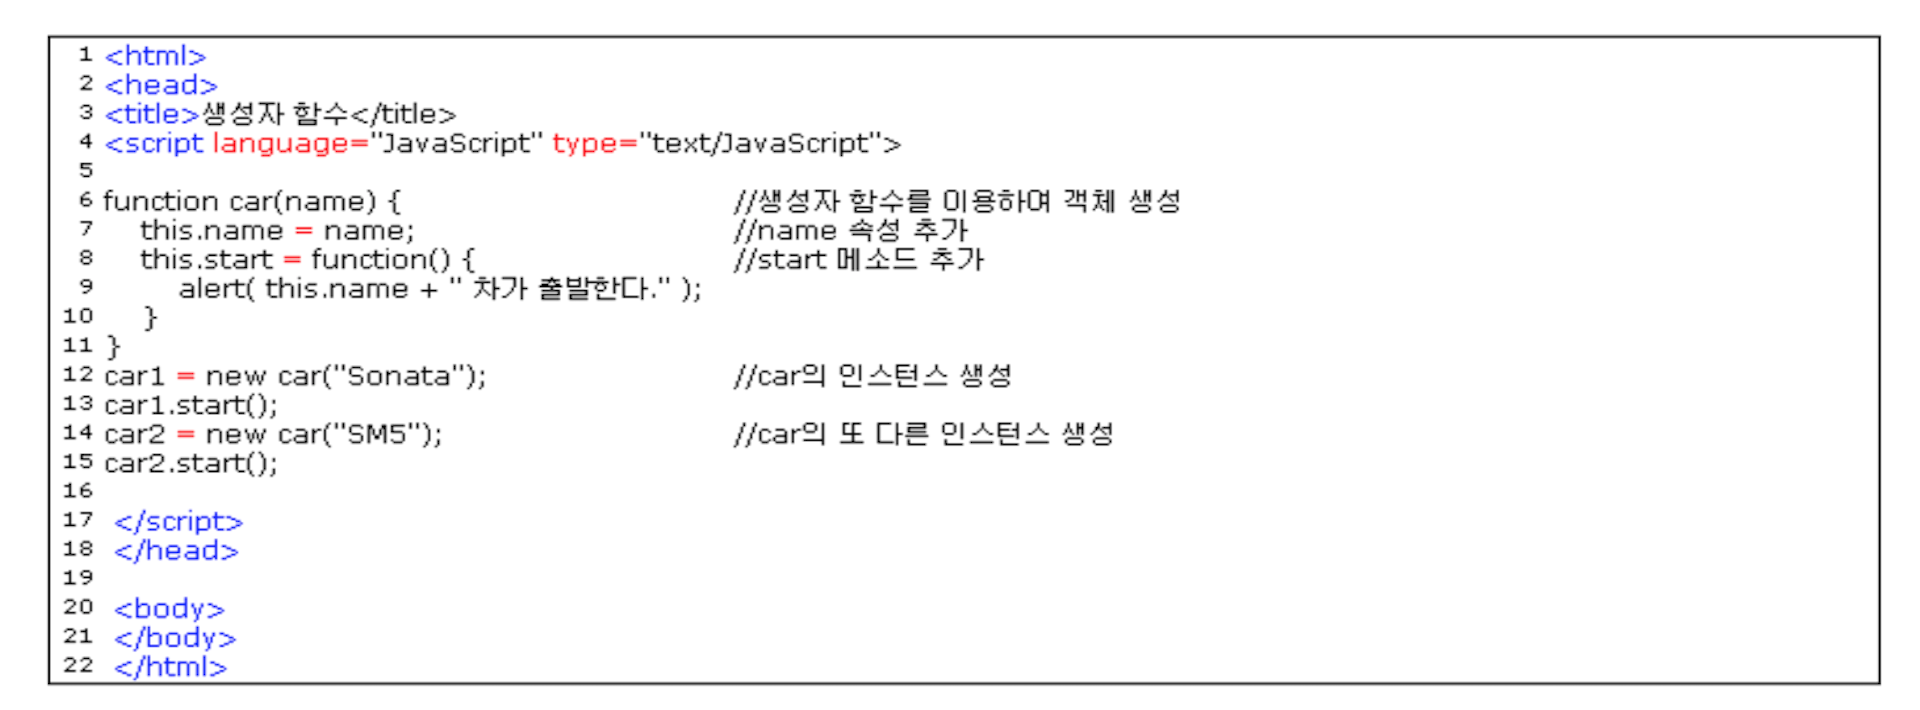 1 <html>
2 <head>
3 <title>생성자 함수</title>
4 <script language="JavaScript" type="text/JavaScript">
5
6 function car(name) { //생성자 함수를 이용하여 객체 생성
7 this.name = name; //name 속성 추가
8 this.start = function() { //start 메소드 추가
9 alert( this.name + " 차가 출발한다." );
10 }
11 }
12 car1 = new car("Sonata"); //car의 인스턴스 생성
13 car1.start();
14 car2 = new car("SM5"); //car의 또 다른 인스턴스 생성
15 car2.start();
16
17 </script>
18 </head>
19
20 <body>
21 </body>
22 </html>